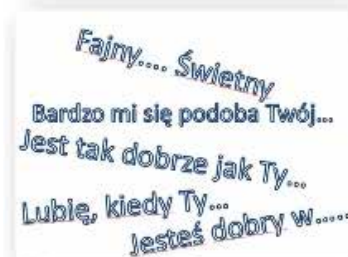 Fajny.... Świetny
Bardzo mi się podoba Twój...
Jest tak dobrze jak Ty...
Lubię, kiedy Ty...
Jesteś dobry w.....